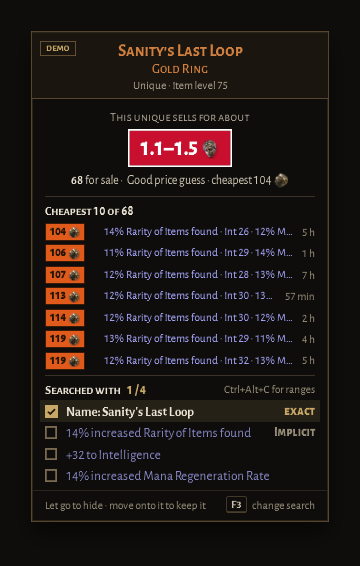 DEMO
Sanity's Last Loop
Gold Ring
Unique · Item level 75
This unique sells for about
1.1–1.5
68 for sale · Good price guess · cheapest 104
Cheapest 10 of 68
104 14% Rarity of Items found · Int 26 · 12% M... 5 h
106 11% Rarity of Items found · Int 29 · 14% M... 1 h
107 12% Rarity of Items found · Int 28 · 13% M... 7 h
113 12% Rarity of Items found · Int 30 · 13... 57 min
114 12% Rarity of Items found · Int 30 · 12% M... 2 h
119 13% Rarity of Items found · Int 29 · 11% M... 4 h
119 12% Rarity of Items found · Int 32 · 13% M... 5 h
Searched with 1/4 Ctrl+Alt+C for ranges
Name: Sanity's Last Loop EXACT
14% increased Rarity of Items found Implicit
+32 to Intelligence
14% increased Mana Regeneration Rate
Let go to hide · move onto it to keep it F3 change search